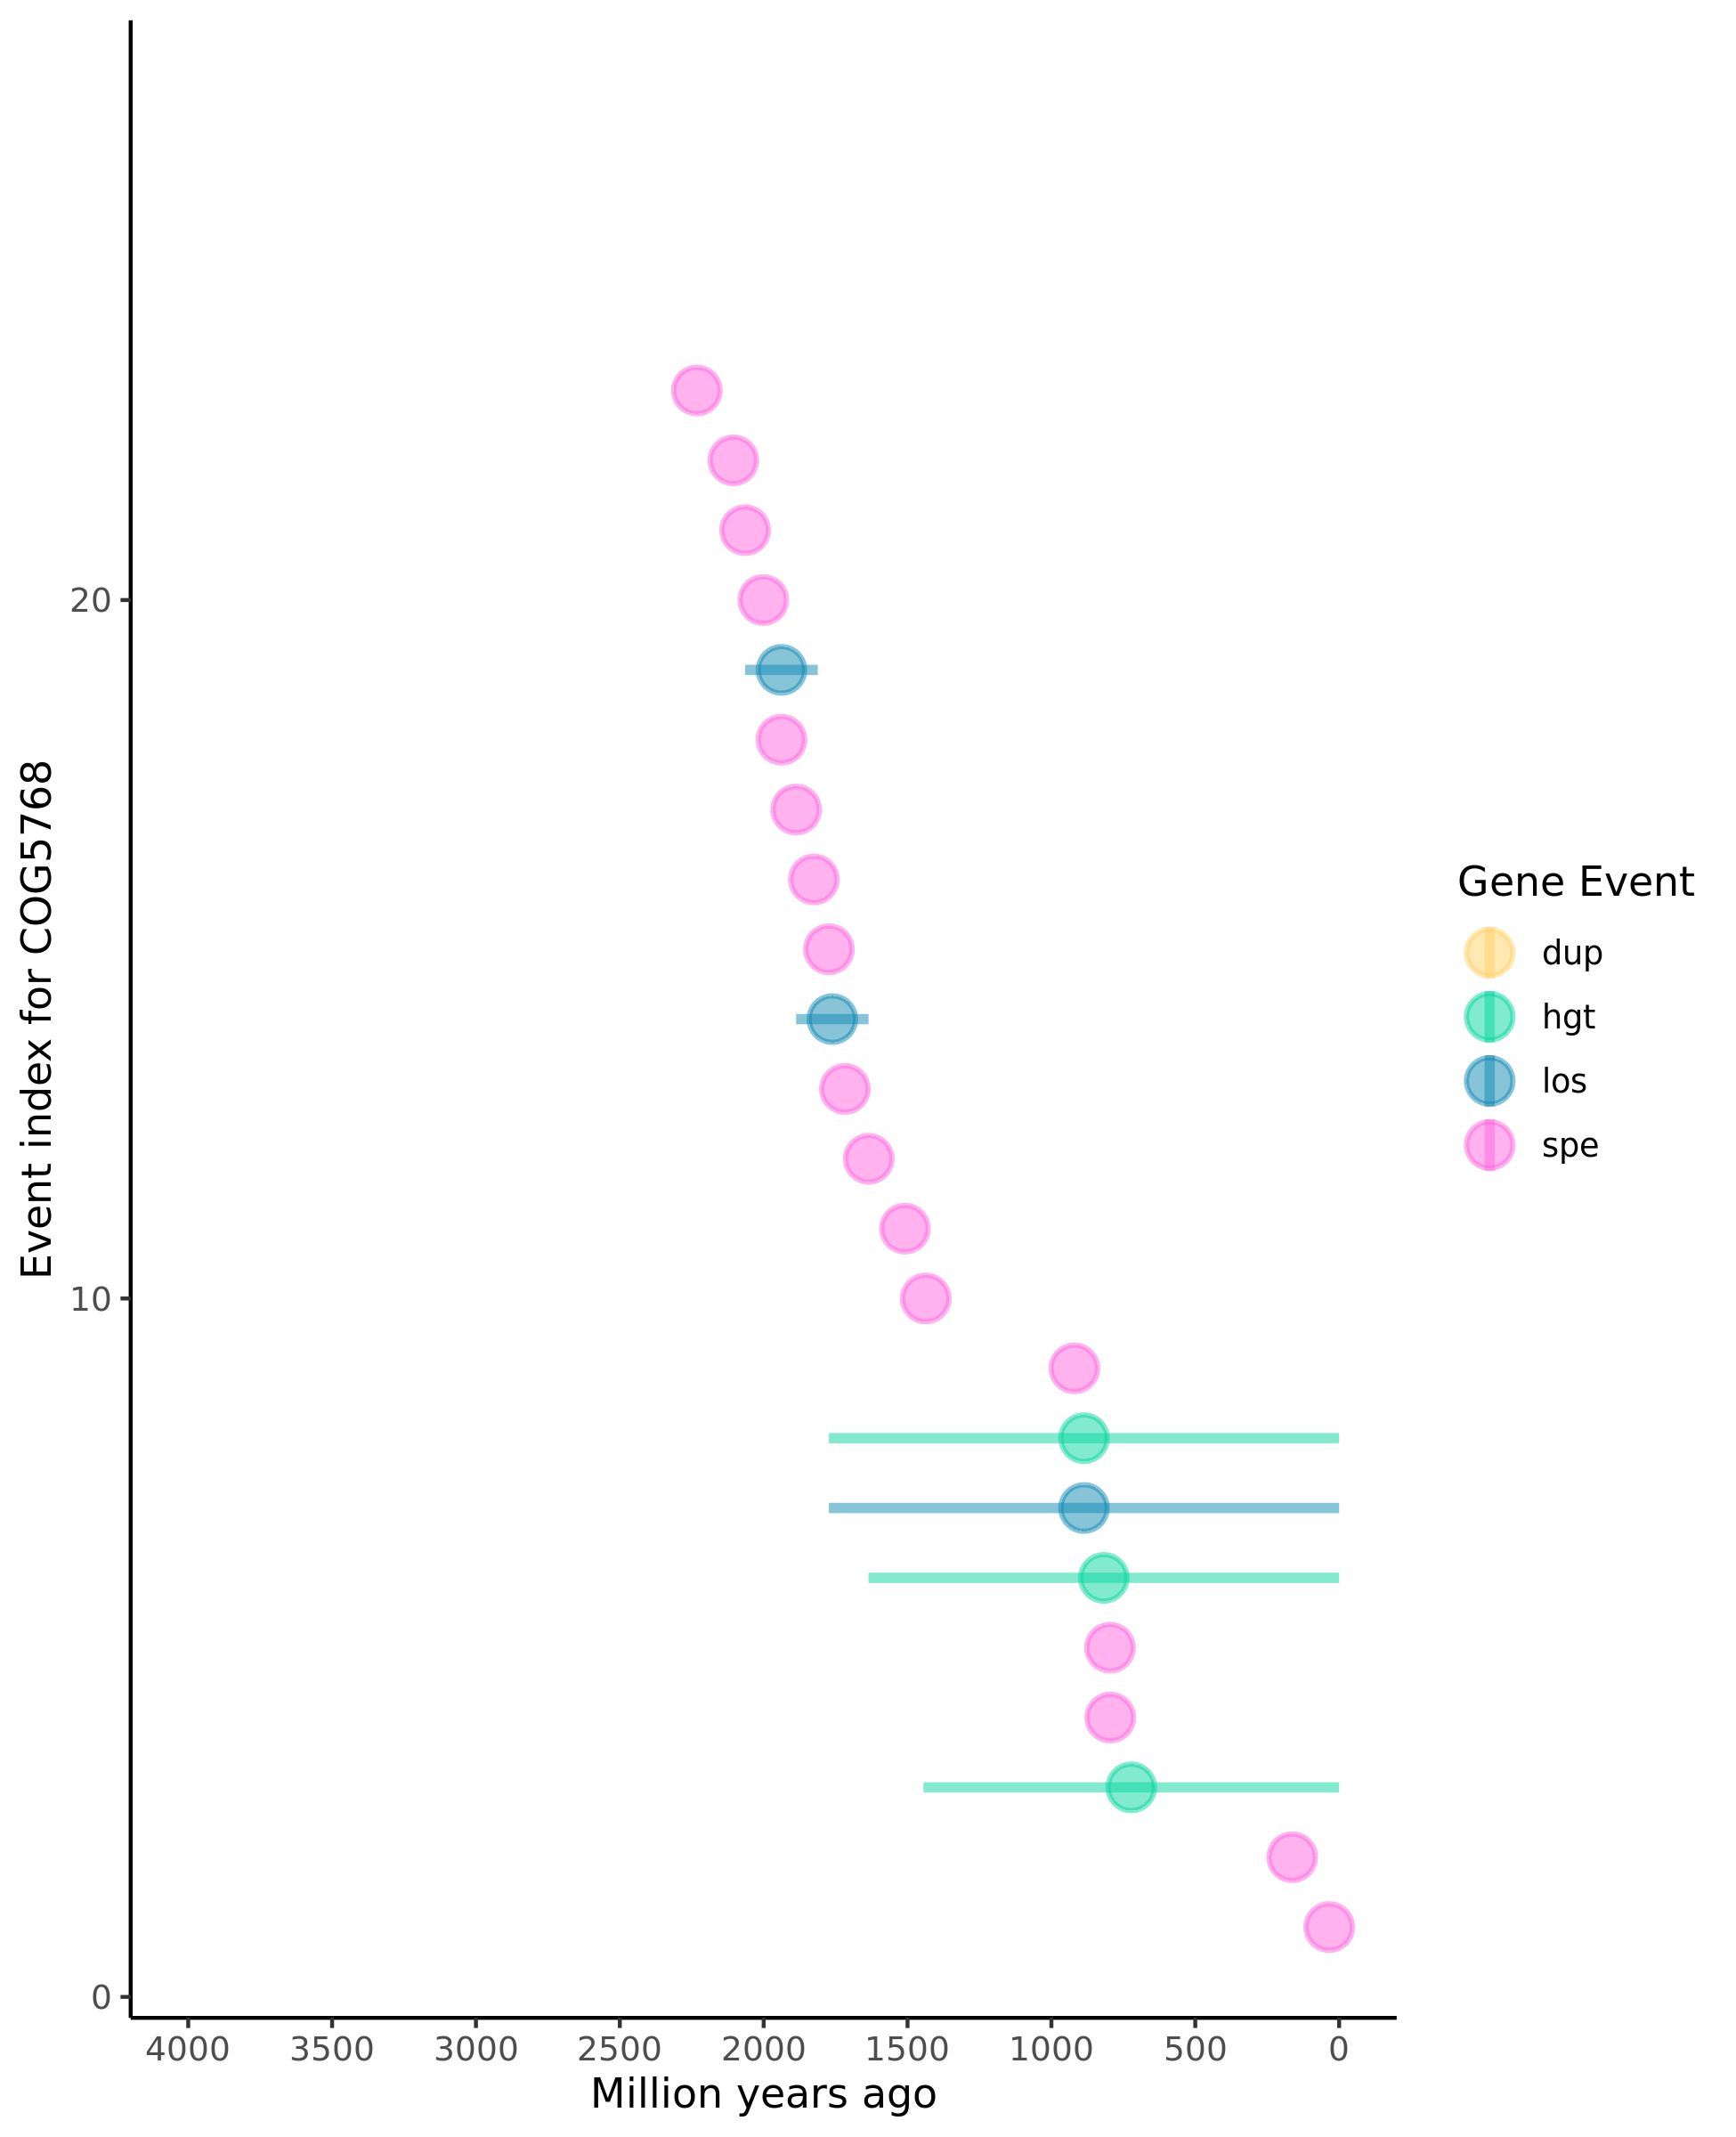 Event index for COG5768
20
10
0
4000 3500 3000 2500 2000 1500 1000 500 0
Million years ago
Gene Event
dup
hgt
los
spe